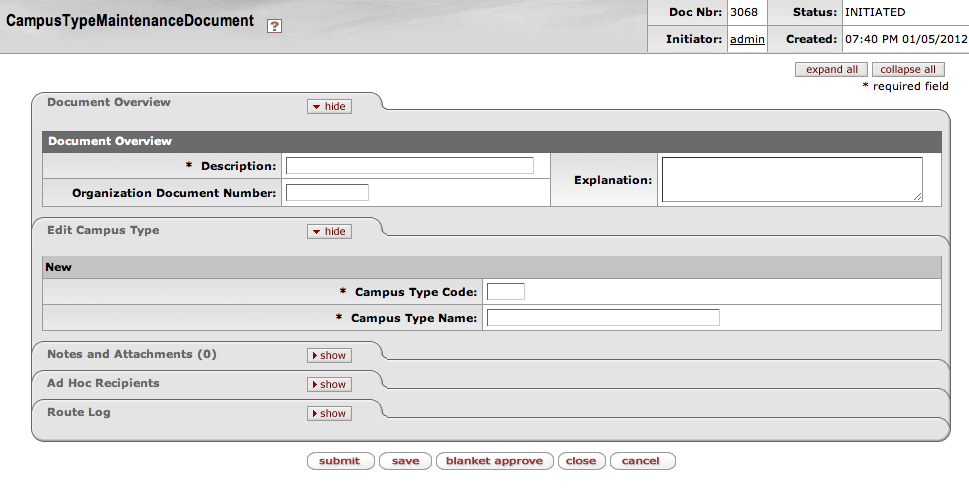 CampusTypeMaintenanceDocument ?
Doc Nbr: 3068 Status: INITIATED
Initiator: admin Created: 07:40 PM 01/05/2012
expand all collapse all
* required field
Document Overview hide
Document Overview
* Description:
Explanation:
Organization Document Number:
Edit Campus Type hide
New
* Campus Type Code:
* Campus Type Name:
Notes and Attachments (0) show
Ad Hoc Recipients show
Route Log show
submit save blanket approve close cancel